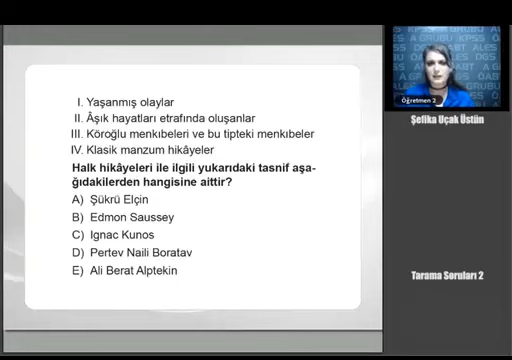 I. Yaşanmış olaylar
II. Âşık hayatları etrafında oluşanlar
III. Köroğlu menkıbeleri ve bu tipteki menkıbeler
IV. Klasik manzum hikâyeler
Halk hikâyeleri ile ilgili yukarıdaki tasnif aşa-
ğıdakilerden hangisine aittir?
A) Şükrü Elçin
B) Edmon Saussey
C) Ignac Kunos
D) Pertev Naili Boratav
E) Ali Berat Alptekin
Öğretmen 2
Şefika Uçak Üstün
Tarama Soruları 2